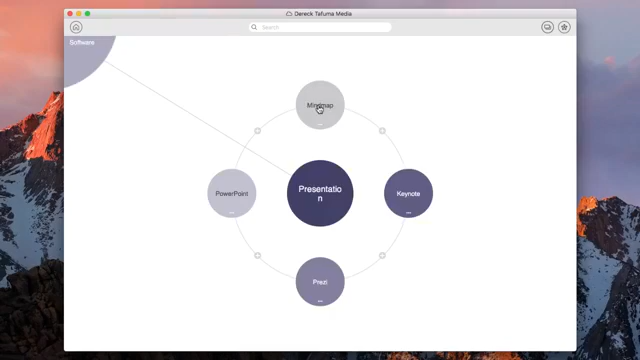 Dereck Tafuma Media
Search
Software
Mindmap
PowerPoint
Presentatio
n
Keynote
Prezi